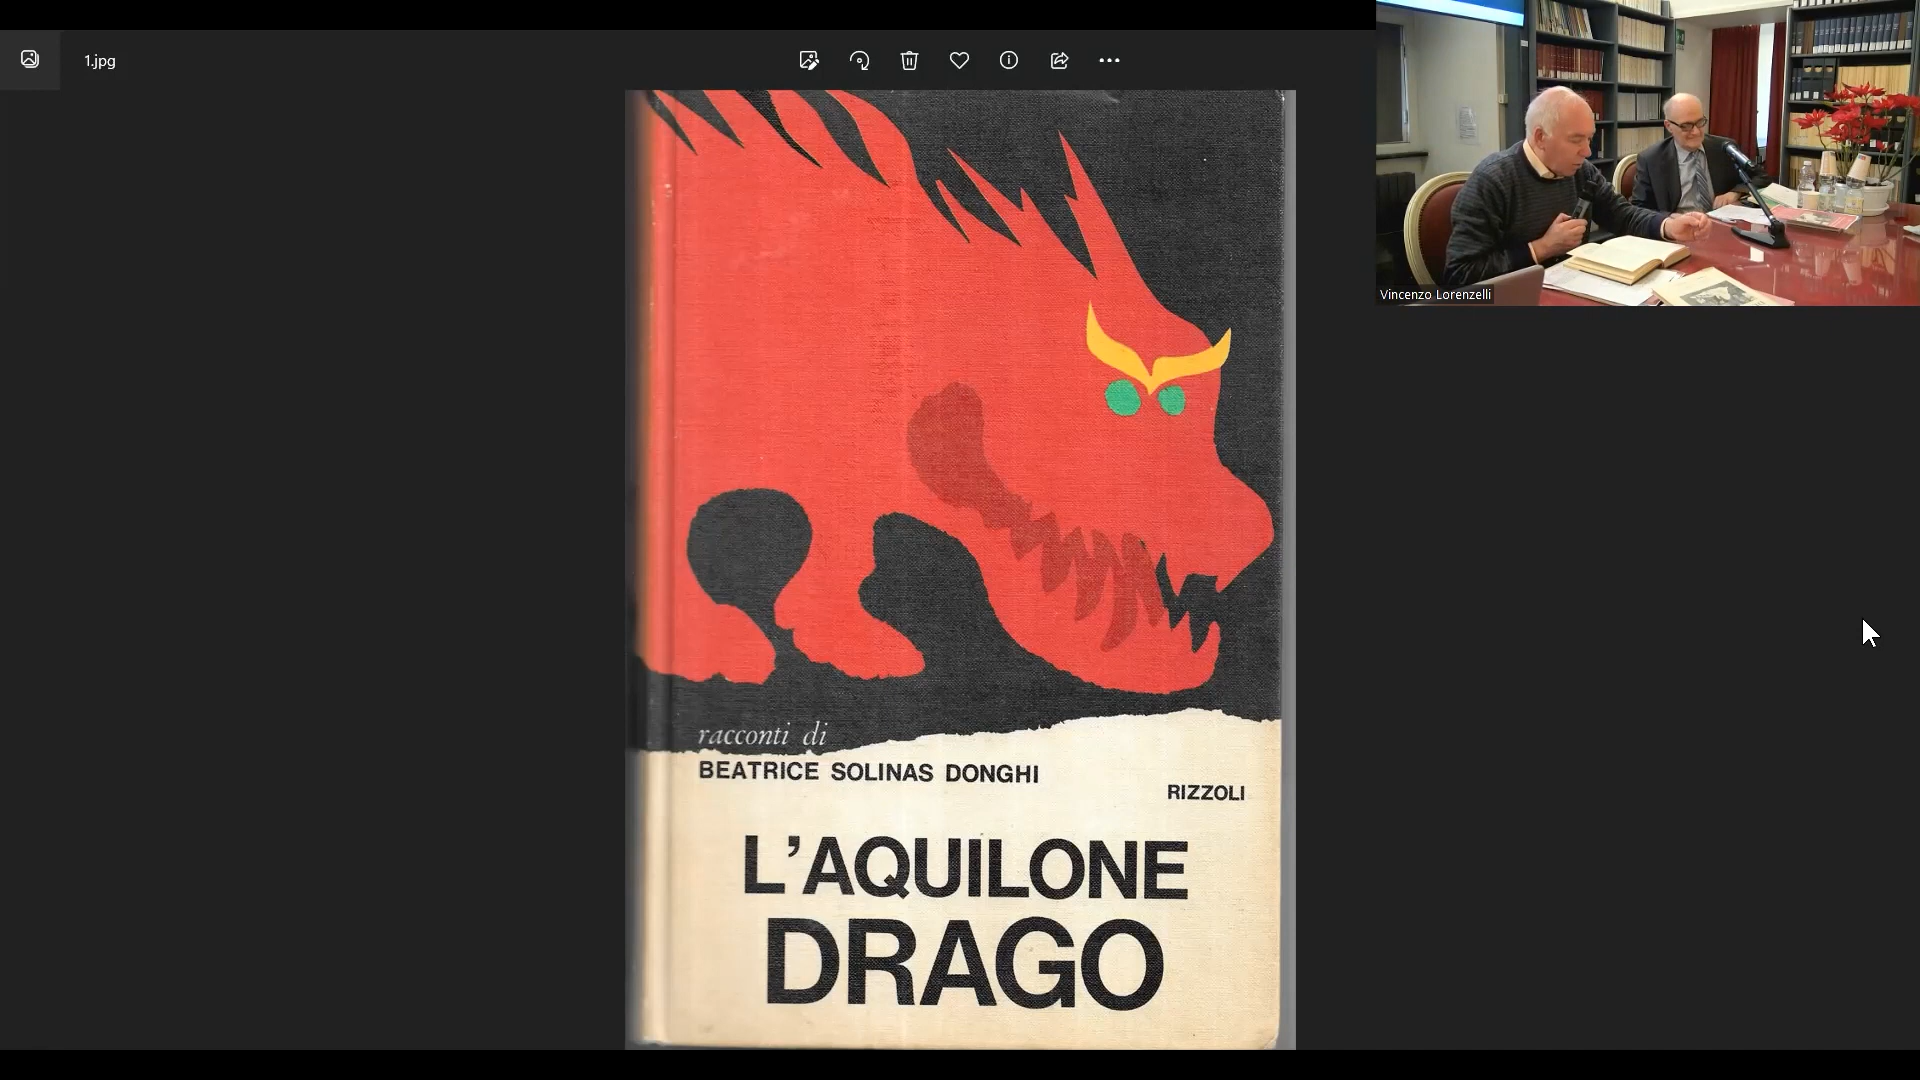 1.jpg
Vincenzo Lorenzelli
racconti di
BEATRICE SOLINAS DONGHI
RIZZOLI
L'AQUILONE
DRAGO